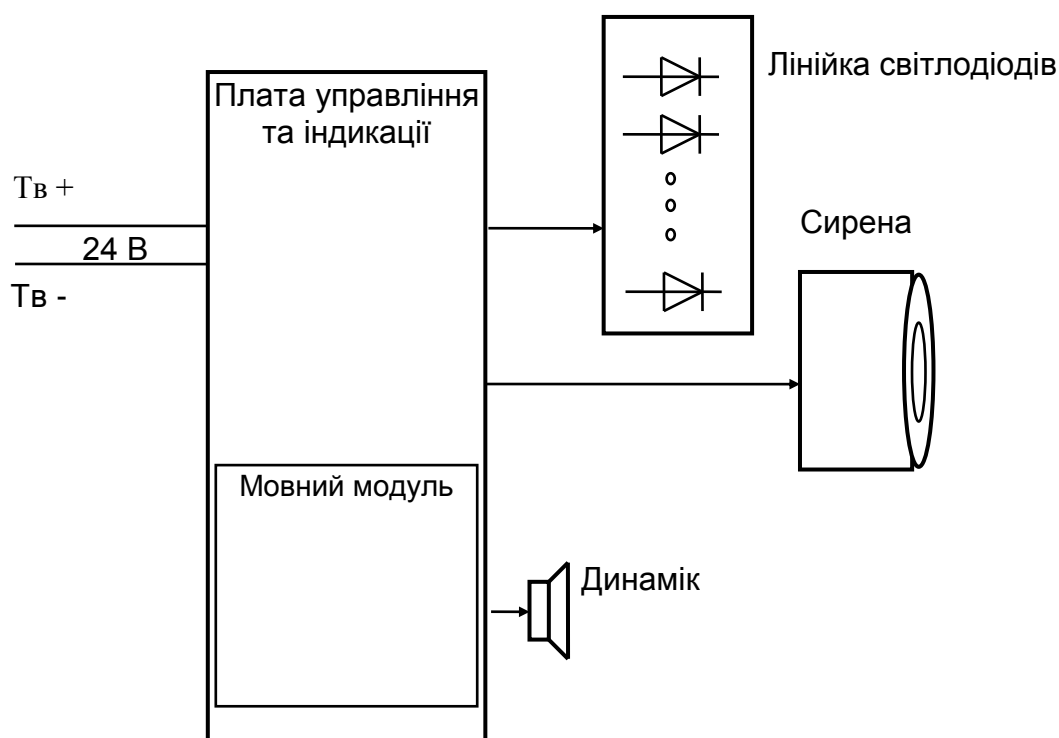 Лінійка світлодіодів
Плата управління
та індикації
Тв +
24 В
Тв -
Сирена
Мовний модуль
Динамік